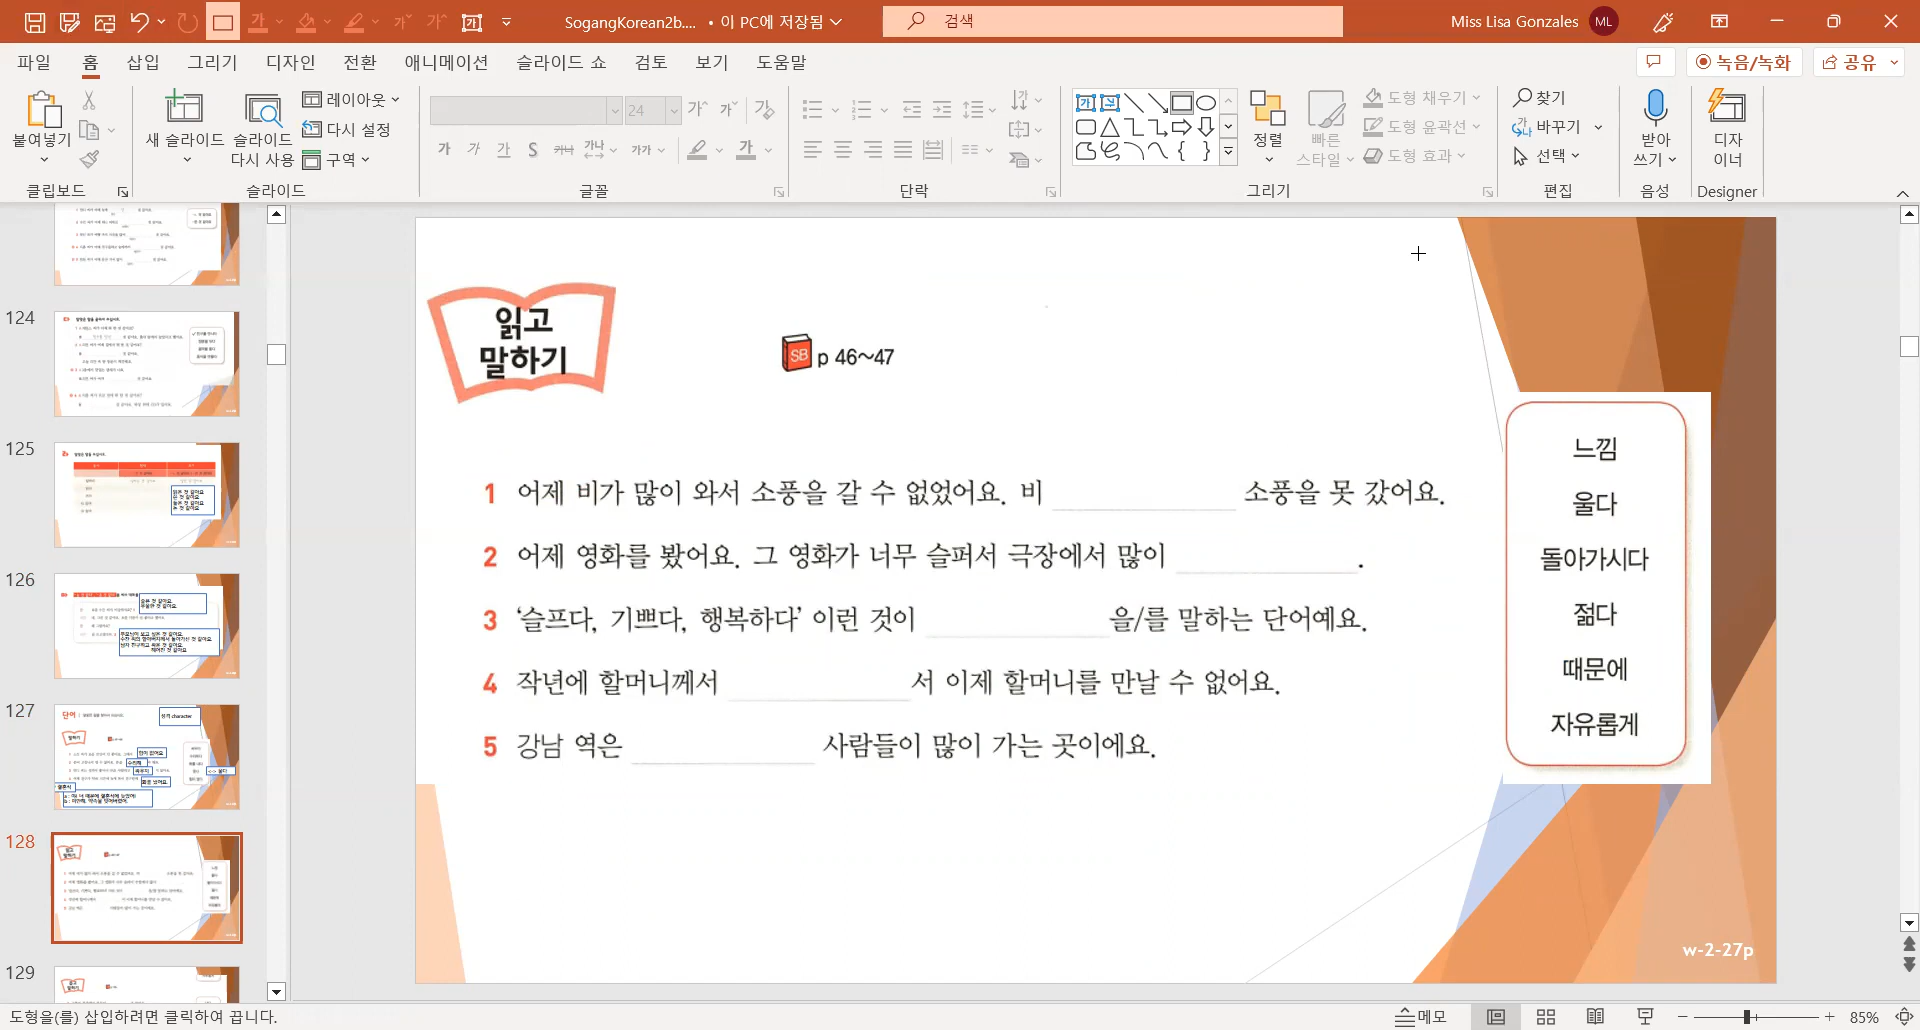 SogangKorean2b.... • 이 PC에 저장됨
검색
Miss Lisa Gonzales ML
파일 홈 삽입 그리기 디자인 전환 애니메이션 슬라이드 쇼 검토 보기 도움말
녹음/녹화 공유
붙여넣기
클립보드
새 슬라이드
슬라이드 다시 사용
레이아웃
다시 설정
구역
슬라이드
24
글꼴
단락
정렬
빠른 스타일
도형 채우기
도형 윤곽선
도형 효과
그리기
찾기
바꾸기
선택
편집
받아쓰기
음성
디자이너
Designer
124
125
126
127
단어
성격 character
128
129
읽고
말하기
SB p 46~47
1 어제 비가 많이 와서 소풍을 갈 수 없었어요. 비 소풍을 못 갔어요.
2 어제 영화를 봤어요. 그 영화가 너무 슬퍼서 극장에서 많이 .
3 ‘슬프다, 기쁘다, 행복하다’ 이런 것이 을/를 말하는 단어예요.
4 작년에 할머니께서 서 이제 할머니를 만날 수 없어요.
5 강남 역은 사람들이 많이 가는 곳이에요.
느낌
울다
돌아가시다
젊다
때문에
자유롭게
w-2-27p
도형을(를) 삽입하려면 클릭하여 끕니다.
메모
85%